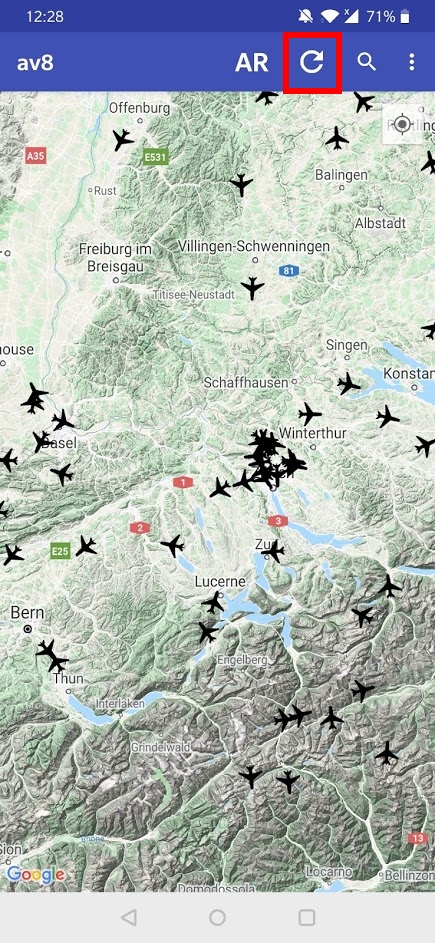 12:28
71%
av8
AR
Offenburg
A35
E531
Balingen
Rust
Albstadt
Freiburg im
Breisgau
Villingen-Schwenningen
81
Titisee-Neustadt
Singen
Konstan
Schaffhausen
Basel
Winterthur
1
2
3
E25
Zug
Lucerne
Bern
Engelberg
Thun
Interlaken
Grindelwald
Rhône
13
Sion
Google
Locarno
Bellinzon
Domodossola